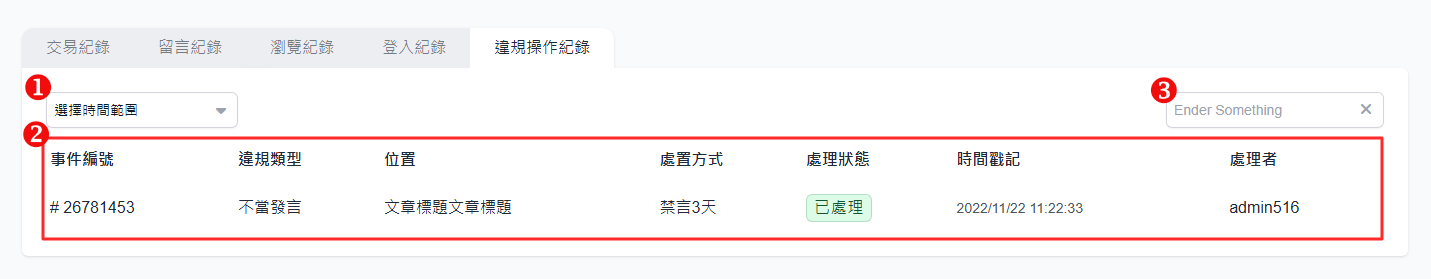 交易紀錄 留言紀錄 瀏覽紀錄 登入紀錄 違規操作紀錄
1 選擇時間範圍 3 Ender Something ×
2
事件編號 違規類型 位置 處置方式 處理狀態 時間戳記 處理者
# 26781453 不當發言 文章標題文章標題 禁言3天 已處理 2022/11/22 11:22:33 admin516